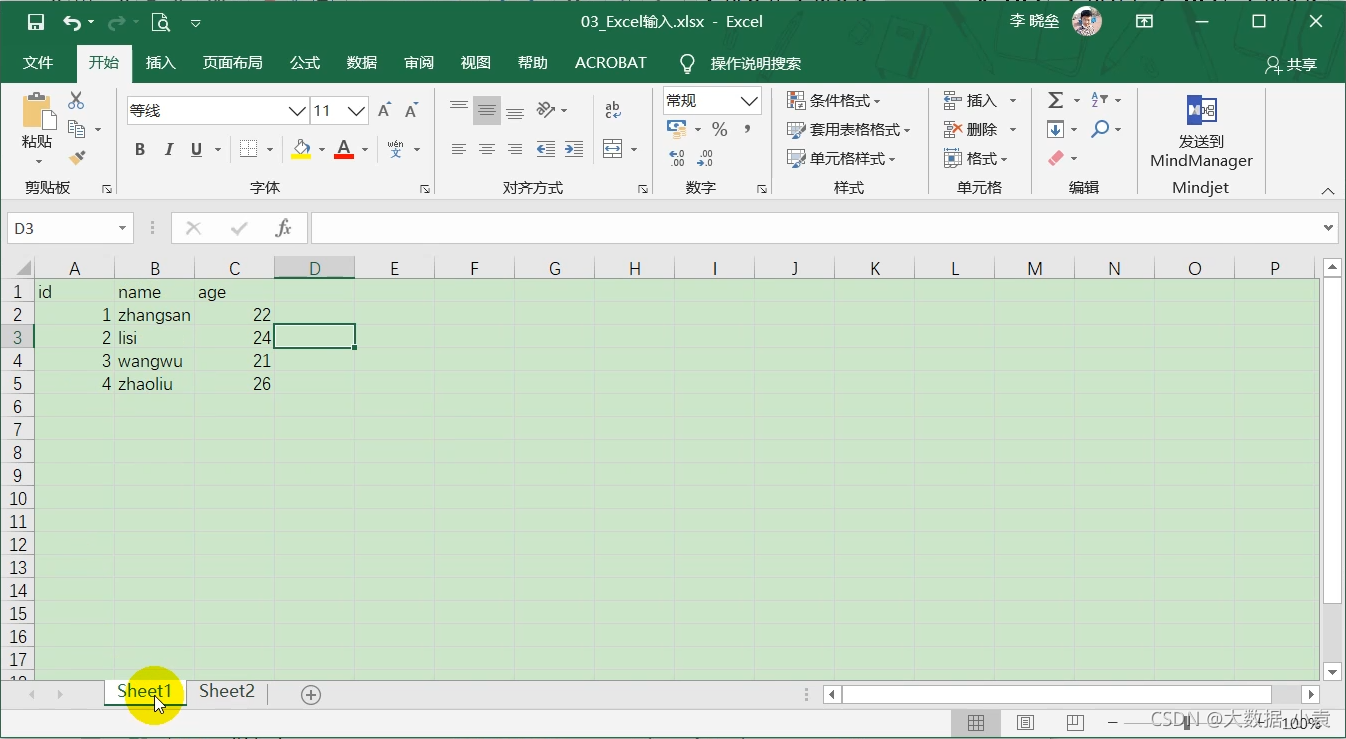 03_Excel输入.xlsx - Excel
李 晓垒
文件 开始 插入 页面布局 公式 数据 审阅 视图 帮助 ACROBAT 操作说明搜索 共享
等线 11 常规
粘贴
B I U A wén 文 ab c % , .00 .0
条件格式
套用表格格式
单元格样式
插入
删除
格式
发送到
MindManager
剪贴板 字体 对齐方式 数字 样式 单元格 编辑 Mindjet
D3 fx
A B C D E F G H I J K L M N O P
1 id name age
2 1 zhangsan 22
3 2 lisi 24
4 3 wangwu 21
5 4 zhaoliu 26
6
7
8
9
10
11
12
13
14
15
16
17
18
Sheet1 Sheet2
100%
CSDN @大数据_小袁